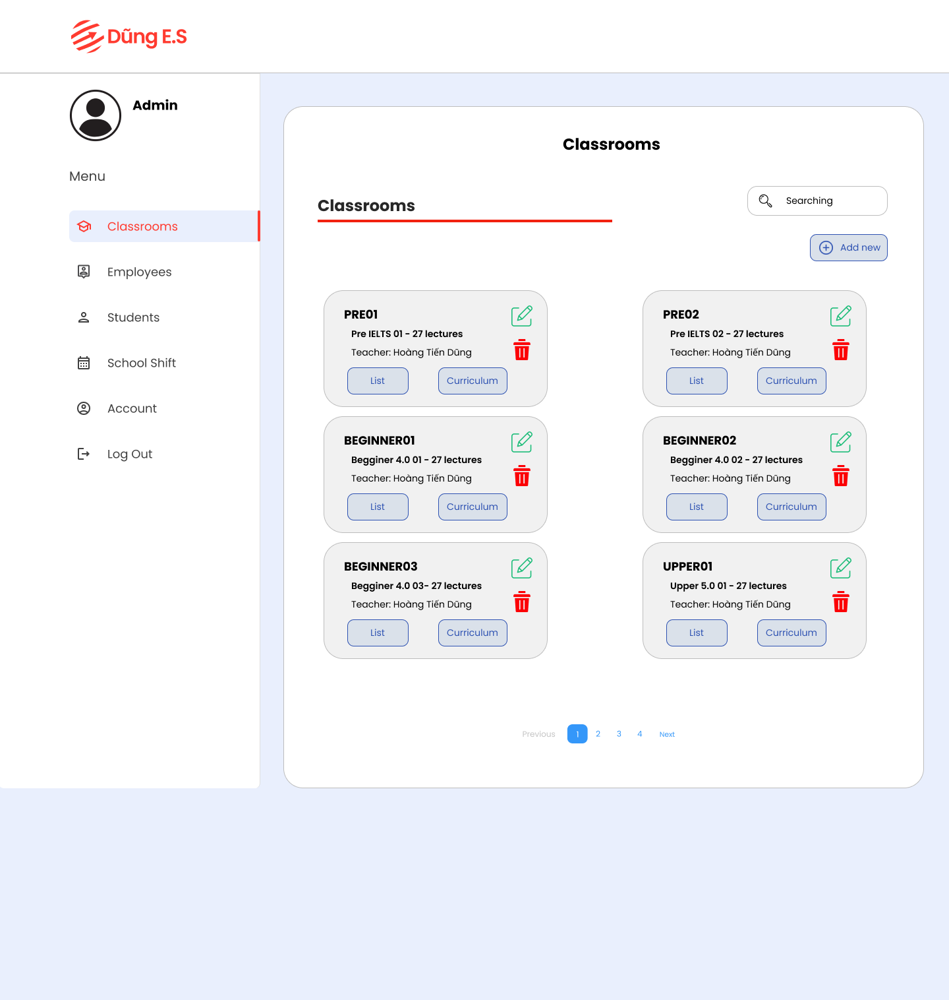 Dũng E.S
Admin
Menu
Classrooms
Employees
Students
School Shift
Account
Log Out
Classrooms
Classrooms
Searching
Add new
PRE01
Pre IELTS 01 - 27 lectures
Teacher: Hoàng Tiến Dũng
List
Curriculum
PRE02
Pre IELTS 02 - 27 lectures
Teacher: Hoàng Tiến Dũng
List
Curriculum
BEGINNER01
Begginer 4.0 01 - 27 lectures
Teacher: Hoàng Tiến Dũng
List
Curriculum
BEGINNER02
Begginer 4.0 02 - 27 lectures
Teacher: Hoàng Tiến Dũng
List
Curriculum
BEGINNER03
Begginer 4.0 03- 27 lectures
Teacher: Hoàng Tiến Dũng
List
Curriculum
UPPER01
Upper 5.0 01 - 27 lectures
Teacher: Hoàng Tiến Dũng
List
Curriculum
Previous 1 2 3 4 Next